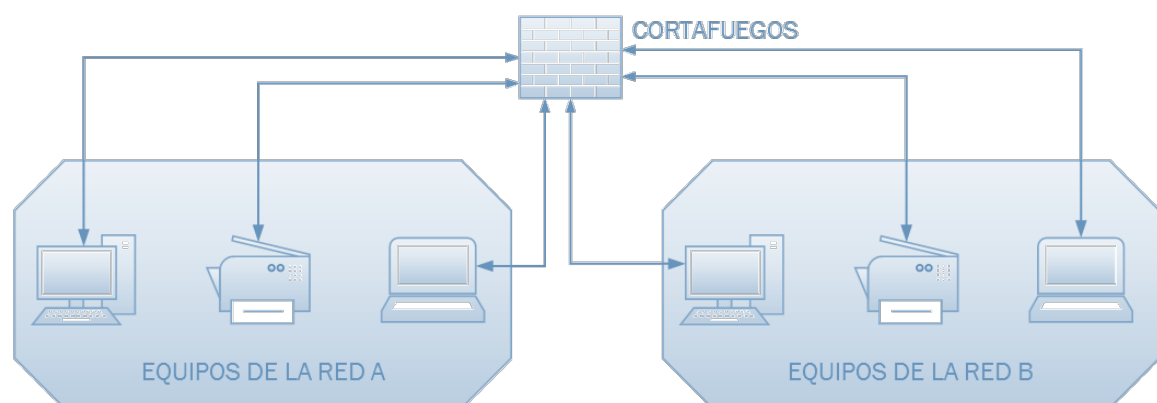 CORTAFUEGOS
EQUIPOS DE LA RED A
EQUIPOS DE LA RED B